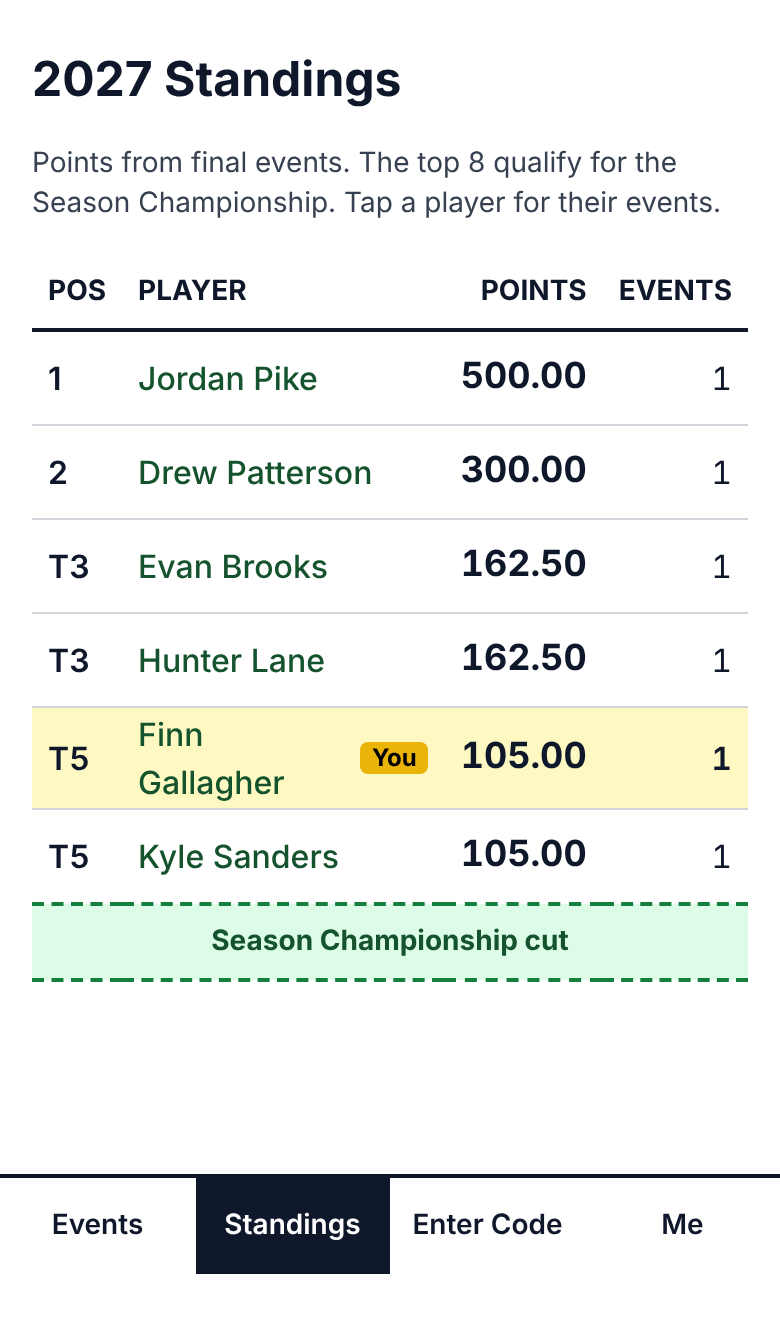 2027 Standings
Points from final events. The top 8 qualify for the
Season Championship. Tap a player for their events.
POS PLAYER POINTS EVENTS
1 Jordan Pike 500.00 1
2 Drew Patterson 300.00 1
T3 Evan Brooks 162.50 1
T3 Hunter Lane 162.50 1
T5 Finn Gallagher You 105.00 1
T5 Kyle Sanders 105.00 1
Season Championship cut
Events Standings Enter Code Me